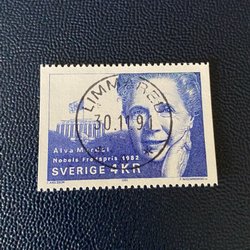 LIMMARED
30.11.91
Alva Myrdal
Nobels Fredspris 1982
SVERIGE 4KR